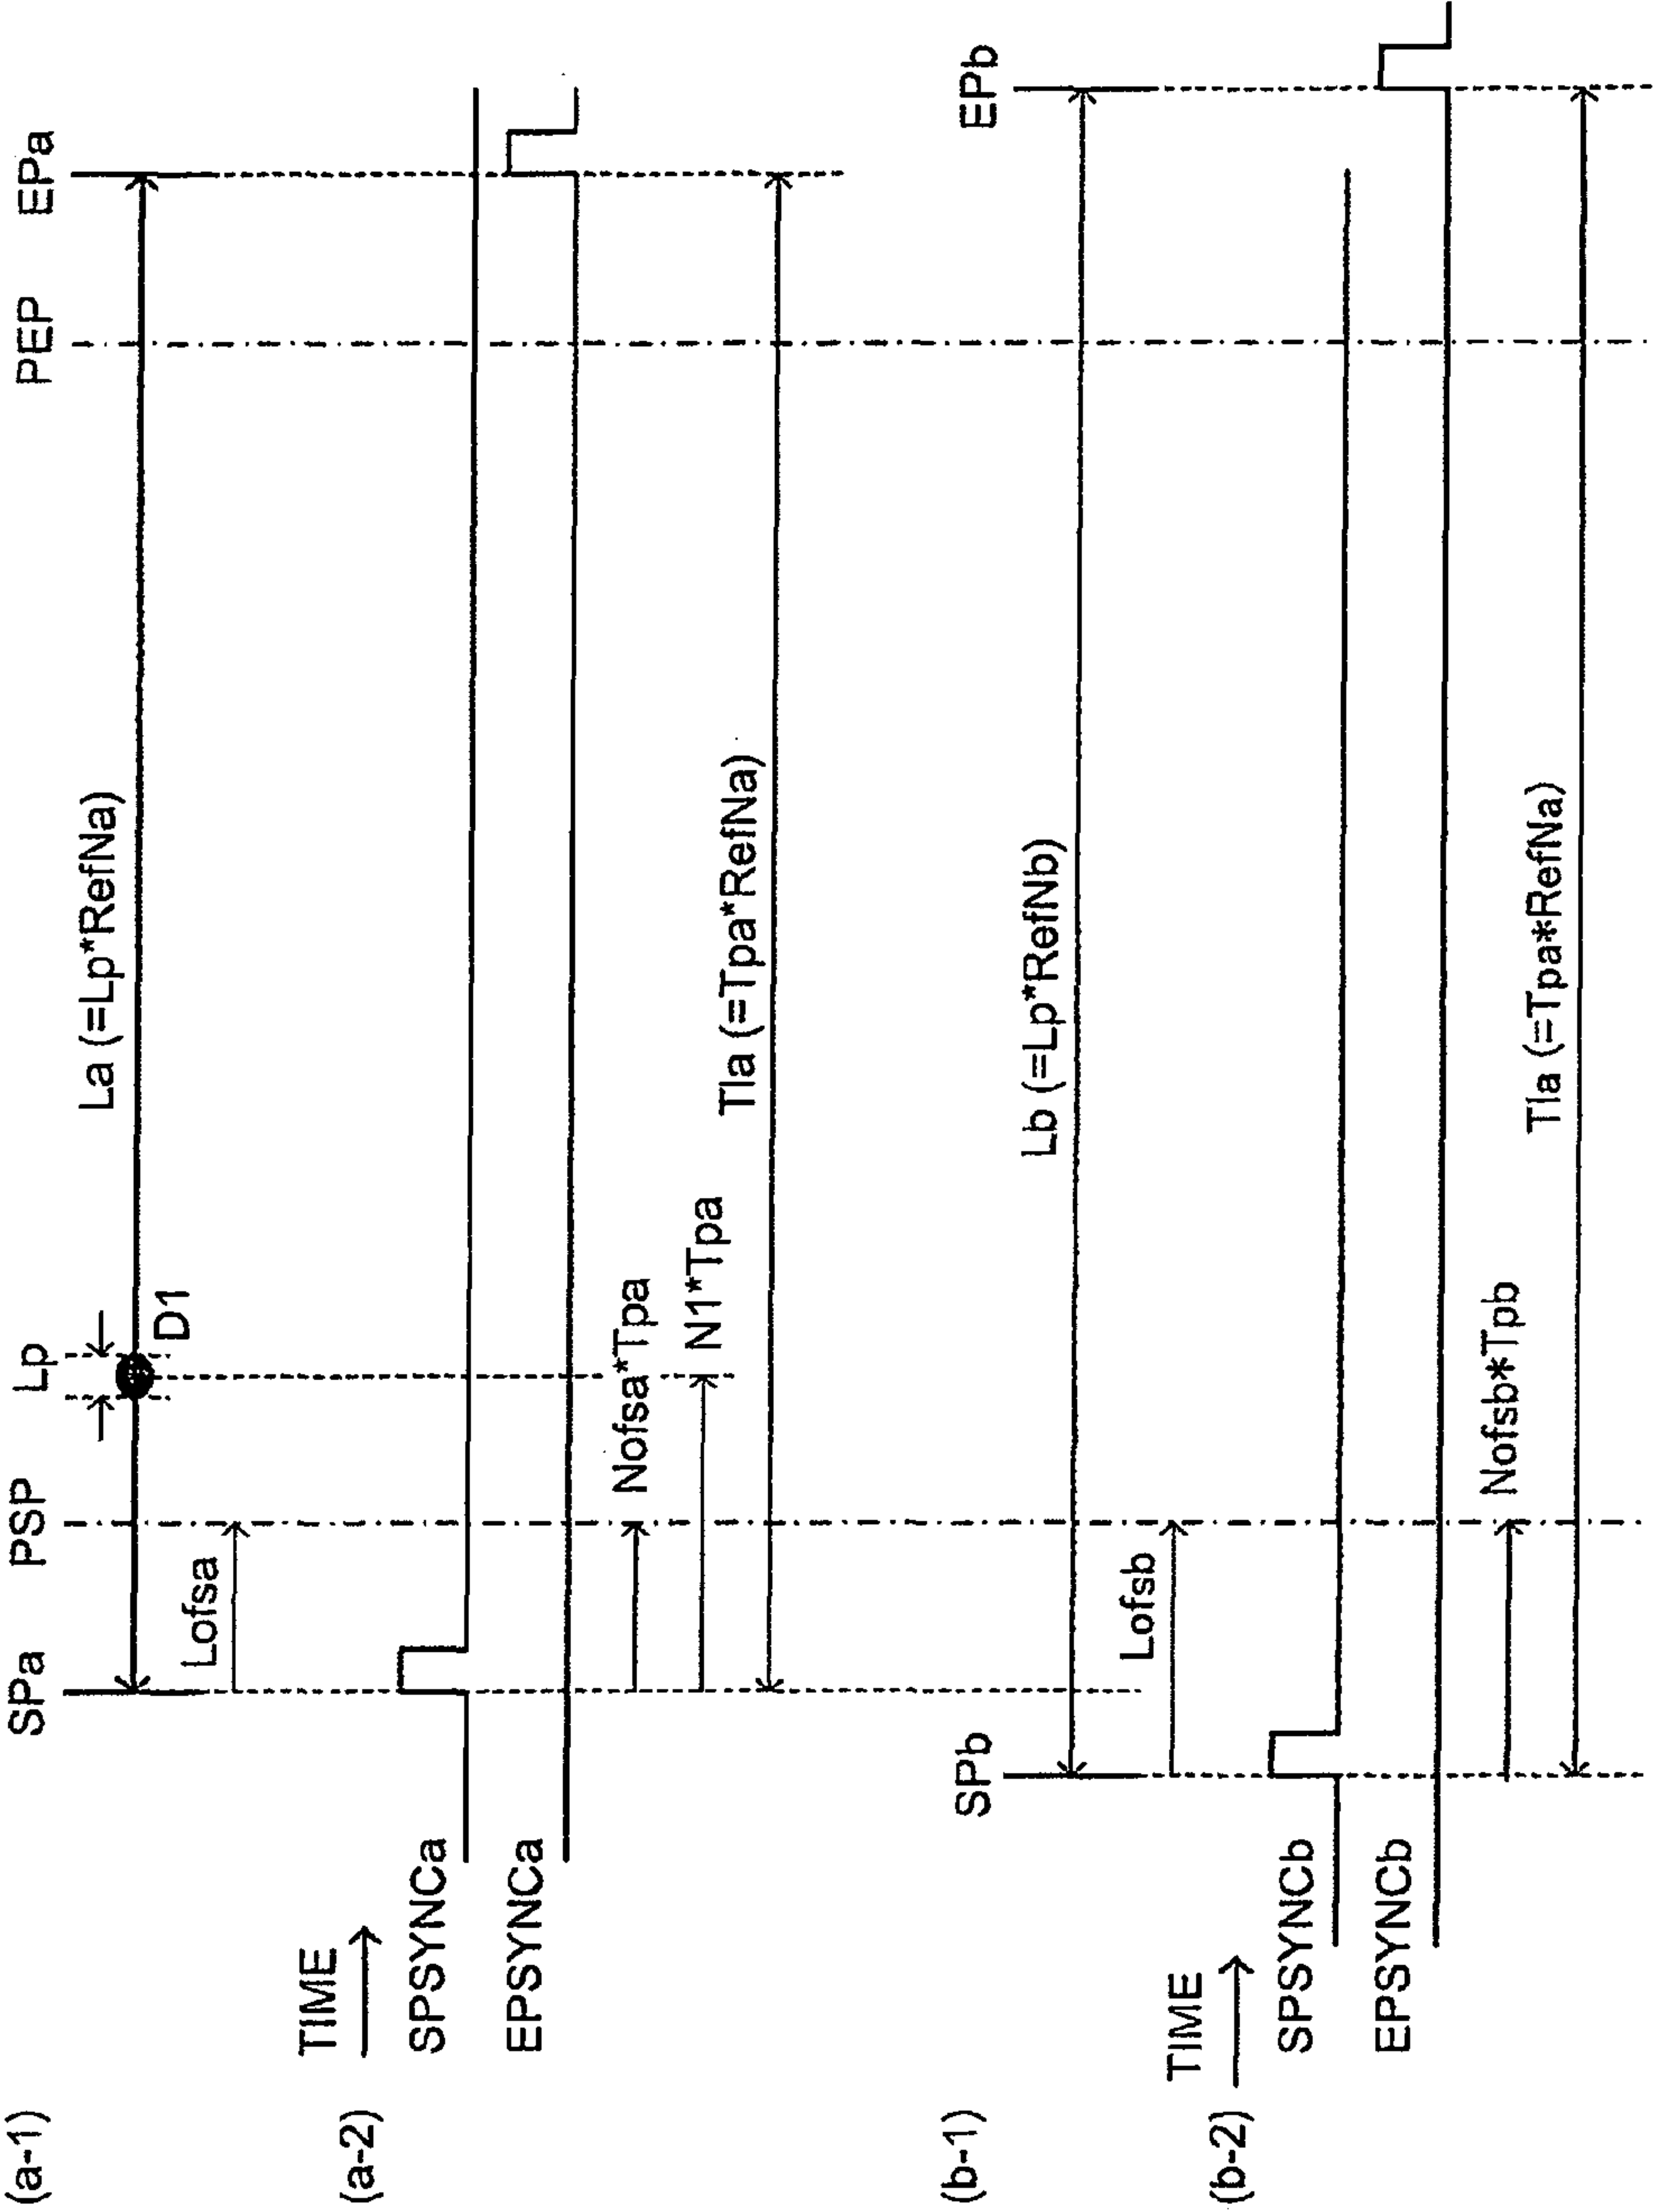 (a-1)
SPa PSP Lp PEP EPa
La (=Lp*RefNa)
D1
Lofsa
TIME
(a-2)
SPSYNCa
EPSYNCa
Nofsa*Tpa
N1*Tpa
Tla (=Tpa*RefNa)
(b-1)
SPb EPb
Lb (=Lp*RefNb)
Lofsb
TIME
(b-2)
SPSYNCb
EPSYNCb
Nofsb*Tpb
Tla (=Tpa*RefNa)